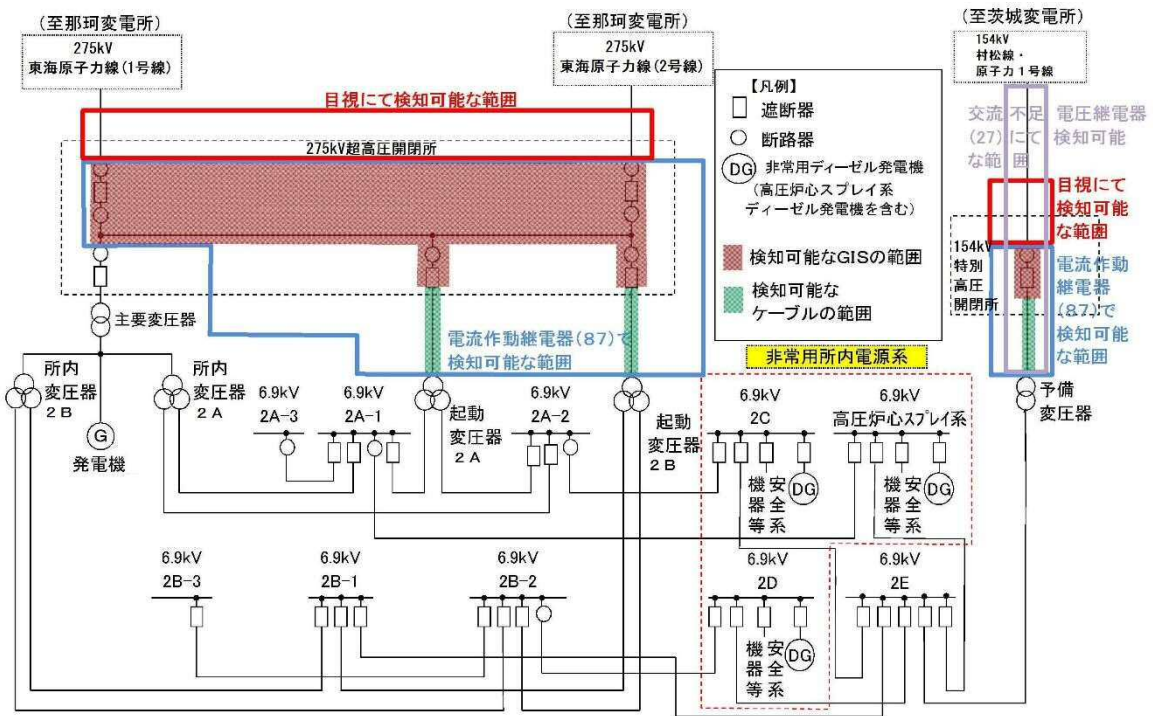 (至那珂変電所)
275kV
東海原子力線(1号線)
(至那珂変電所)
275kV
東海原子力線(2号線)
(至茨城変電所)
154kV
村松線・
原子力1号線
目視にて検知可能な範囲
275kV超高圧開閉所
【凡例】
遮断器
断路器
DG 非常用ディーゼル発電機
(高圧炉心スプレイ系
ディーゼル発電機を含む)
検知可能なGISの範囲
検知可能な
ケーブルの範囲
交流不足電圧継電器
(27)にて検知可能
な範囲
目視にて
検知可能
な範囲
154kV
特別
高圧
開閉所
電流作動
継電器
(87)で
検知可能
な範囲
主要変圧器
電流作動継電器(87)で
検知可能な範囲
非常用所内電源系
所内
変圧器
2B
所内
変圧器
2A
G
発電機
6.9kV
2A-3
6.9kV
2A-1
起動
変圧器
2A
6.9kV
2A-2
起動
変圧器
2B
6.9kV
2C
6.9kV
高圧炉心スプレイ系
予備
変圧器
安全系
機器等
DG
安全系
機器等
DG
6.9kV
2B-3
6.9kV
2B-1
6.9kV
2B-2
6.9kV
2D
6.9kV
2E
安全系
機器等
DG